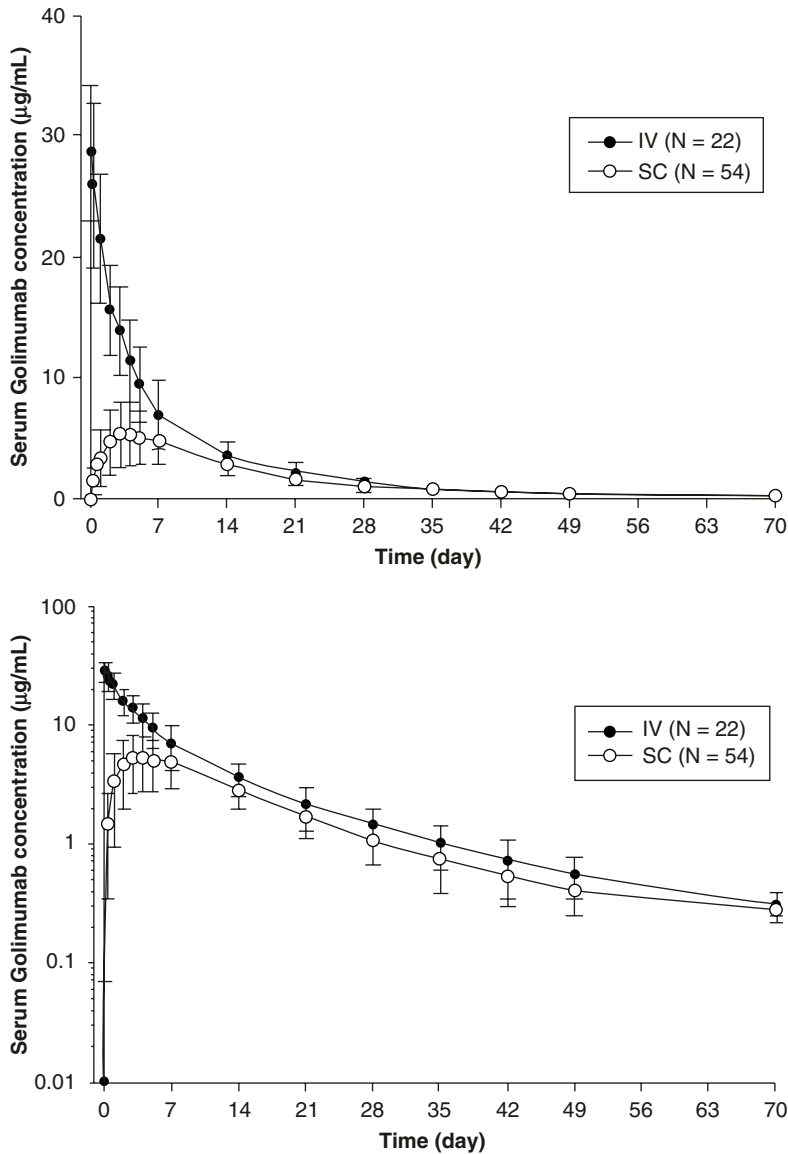 40
30
20
10
0
Serum Golimumab concentration (μg/mL)
IV (N = 22)
SC (N = 54)
0 7 14 21 28 35 42 49 56 63 70
Time (day)
100
10
1
0.1
0.01
Serum Golimumab concentration (μg/mL)
IV (N = 22)
SC (N = 54)
0 7 14 21 28 35 42 49 56 63 70
Time (day)